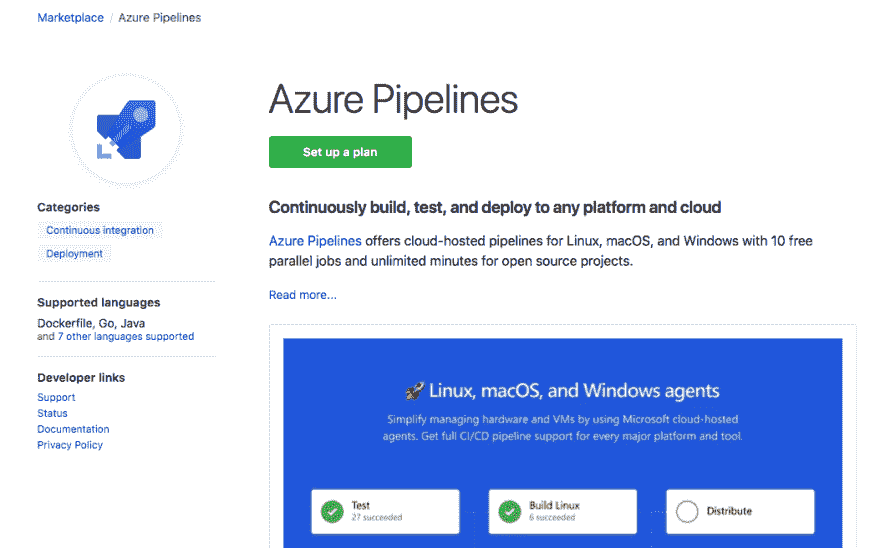 Marketplace / Azure Pipelines
Azure Pipelines
Set up a plan
Categories
Continuous integration
Deployment
Supported languages
Dockerfile, Go, Java
and 7 other languages supported
Developer links
Support
Status
Documentation
Privacy Policy
Continuously build, test, and deploy to any platform and cloud
Azure Pipelines offers cloud-hosted pipelines for Linux, macOS, and Windows with 10 free
parallel jobs and unlimited minutes for open source projects.
Read more...
Linux, macOS, and Windows agents
Simplify managing hardware and VMs by using Microsoft cloud-hosted
agents. Get full CI/CD pipeline support for every major platform and tool.
Test
27 succeeded
Build Linux
6 succeeded
Distribute